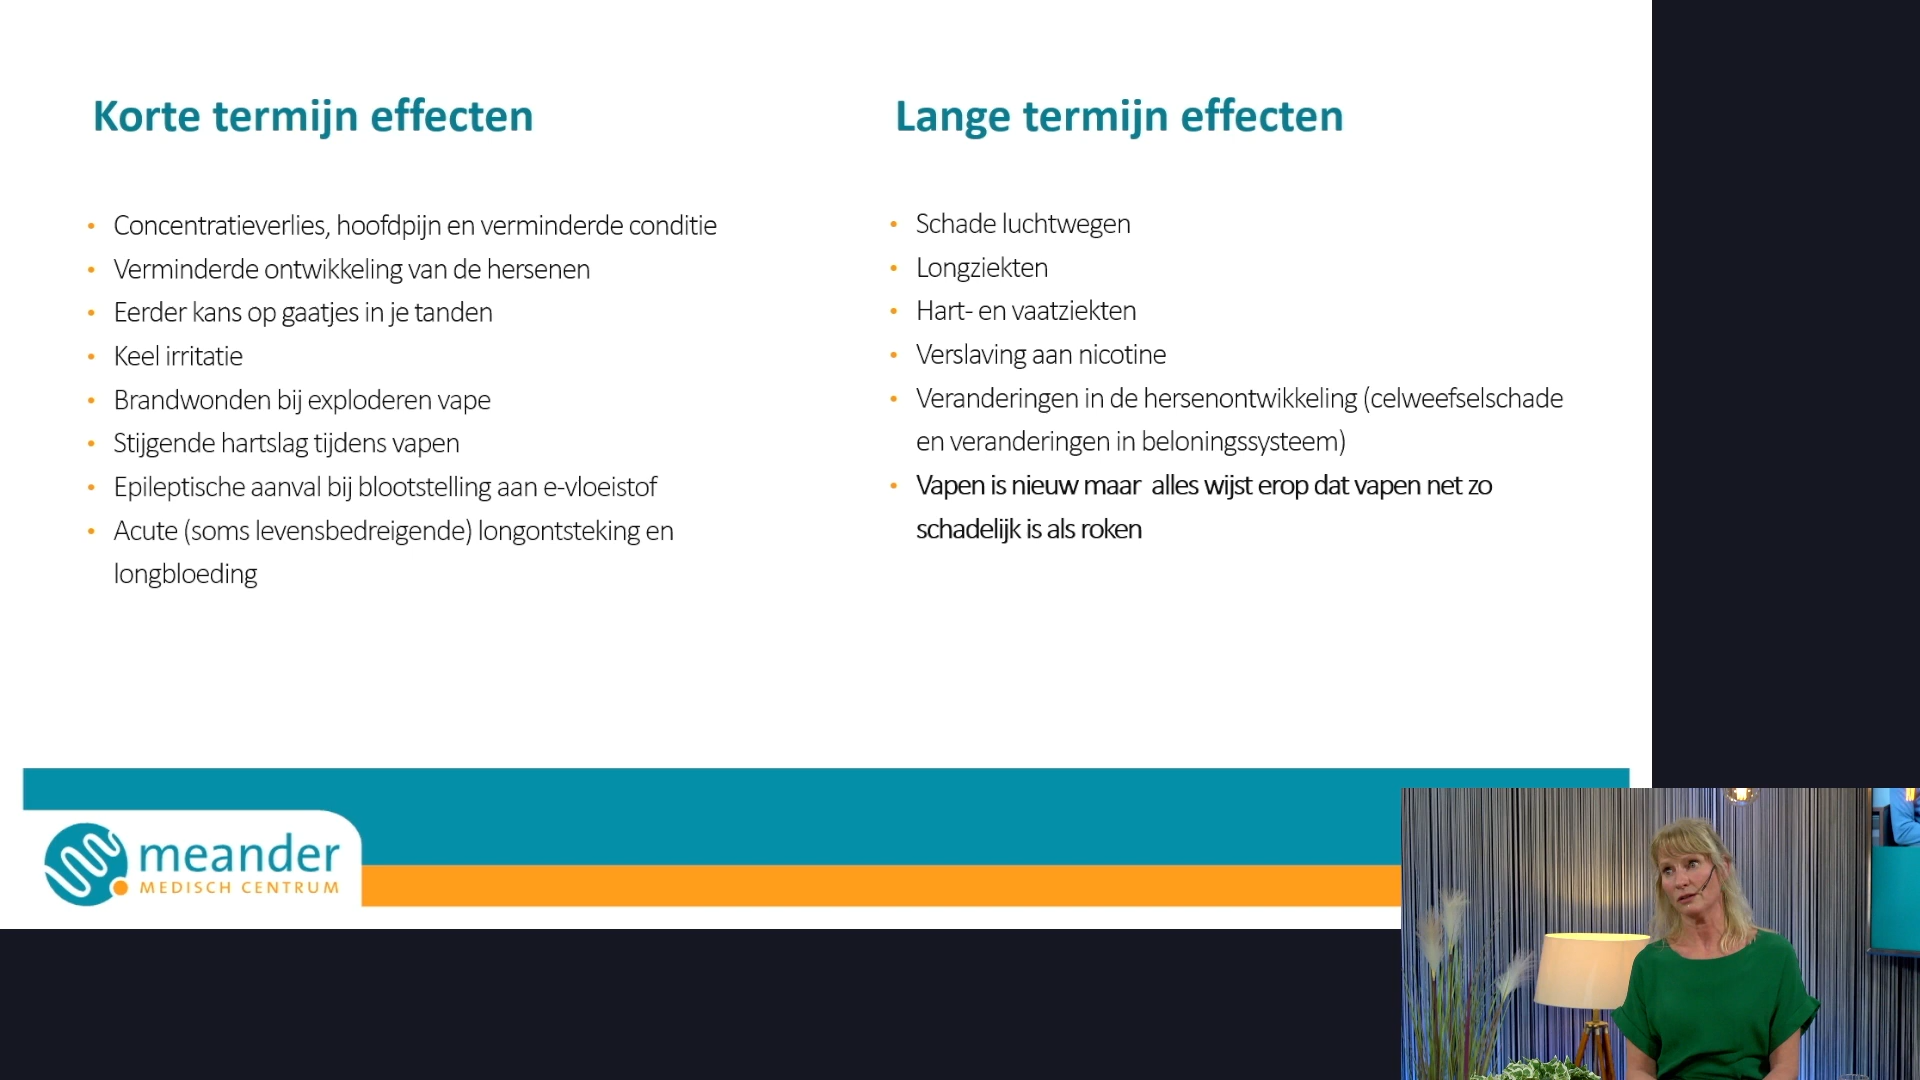 Korte termijn effecten
Concentratieverlies, hoofdpijn en verminderde conditie
Verminderde ontwikkeling van de hersenen
Eerder kans op gaatjes in je tanden
Keel irritatie
Brandwonden bij exploderen vape
Stijgende hartslag tijdens vapen
Epileptische aanval bij blootstelling aan e-vloeistof
Acute (soms levensbedreigende) longontsteking en
longbloeding
Lange termijn effecten
Schade luchtwegen
Longziekten
Hart- en vaatziekten
Verslaving aan nicotine
Veranderingen in de hersenontwikkeling (celweefselschade
en veranderingen in beloningssysteem)
Vapen is nieuw maar  alles wijst erop dat vapen net zo
schadelijk is als roken
meander
MEDISCH CENTRUM